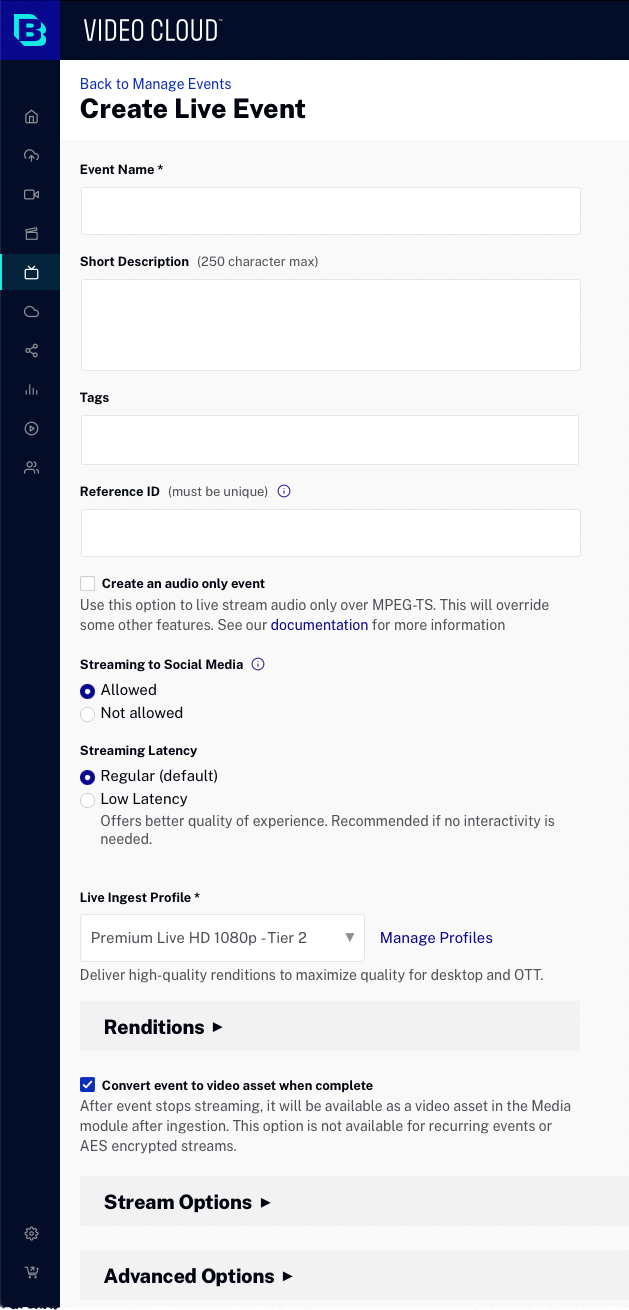 VIDEO CLOUD™
Back to Manage Events
Create Live Event
Event Name *
Short Description (250 character max)
Tags
Reference ID (must be unique)
Create an audio only event
Use this option to live stream audio only over MPEG-TS. This will override
some other features. See our documentation for more information
Streaming to Social Media
Allowed
Not allowed
Streaming Latency
Regular (default)
Low Latency
Offers better quality of experience. Recommended if no interactivity is
needed.
Live Ingest Profile *
Premium Live HD 1080p - Tier 2
Manage Profiles
Deliver high-quality renditions to maximize quality for desktop and OTT.
Renditions
Convert event to video asset when complete
After event stops streaming, it will be available as a video asset in the Media
module after ingestion. This option is not available for recurring events or
AES encrypted streams.
Stream Options
Advanced Options